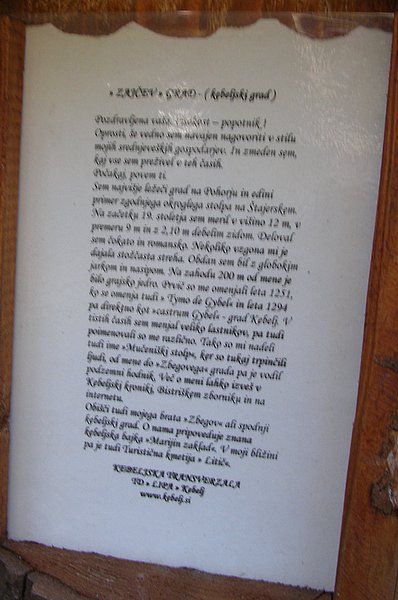 » ZAJČEV « GRAD - ( kebeljski grad )
Pozdravljena vaša visokost – popotnik !
Oprosti, še vedno sem navajen nagovoriti v stilu
mojih srednjeveških gospodarjev. In zmeden sem,
kaj vse sem preživel v teh časih.
Počakaj, povem ti.
Sem najvišje ležeči grad na Pohorju in edini
primer zgodnjega okroglega stolpa na Štajerskem.
Na začetku 19. stoletja sem meril v višino 12 m, v
premeru 9 m in z 2,10 m debelim zidom. Deloval
sem čokato in romansko. Nekoliko vzgona mi je
dajala stožčasta streha. Obdan sem bil z globokim
jarkom in nasipom. Na zahodu 200 m od mene je
bilo grajsko jedro. Prvič so me omenjali leta 1251,
ko se omenja tudi » Tymo de Gybel« in leta 1294
pa direktno kot »castrum Gybel« - grad Kebelj. V
tistih časih sem menjal veliko lastnikov, pa tudi
poimenovali so me različno. Tako so mi nadeli
tudi ime »Mučeniški stolp«, ker so tukaj trpinčili
ljudi, od mene do »Zbegovega« grada pa je vodil
podzemni hodnik. Več o meni lahko izveš v
Kebeljski kroniki, Bistriškem zborniku in na
internetu.
Obišči tudi mojega brata »Zbegov« ali spodnji
kebeljski grad. O nama pripoveduje znana
kebeljska bajka »Marijin zaklad«. V moji bližini
pa je tudi Turistična kmetija » Litič«.
KEBELJSKA TRANSVERZALA
TD » LIPA » Kebelj
www.kebelj.si